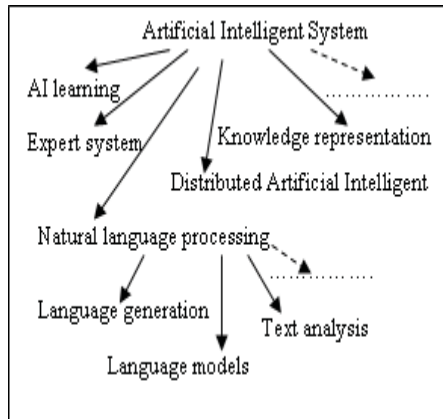 Artificial Intelligent System
AI learning
................
Expert system
Knowledge representation
Distributed Artificial Intelligent
Natural language processing
................
Language generation
Text analysis
Language models